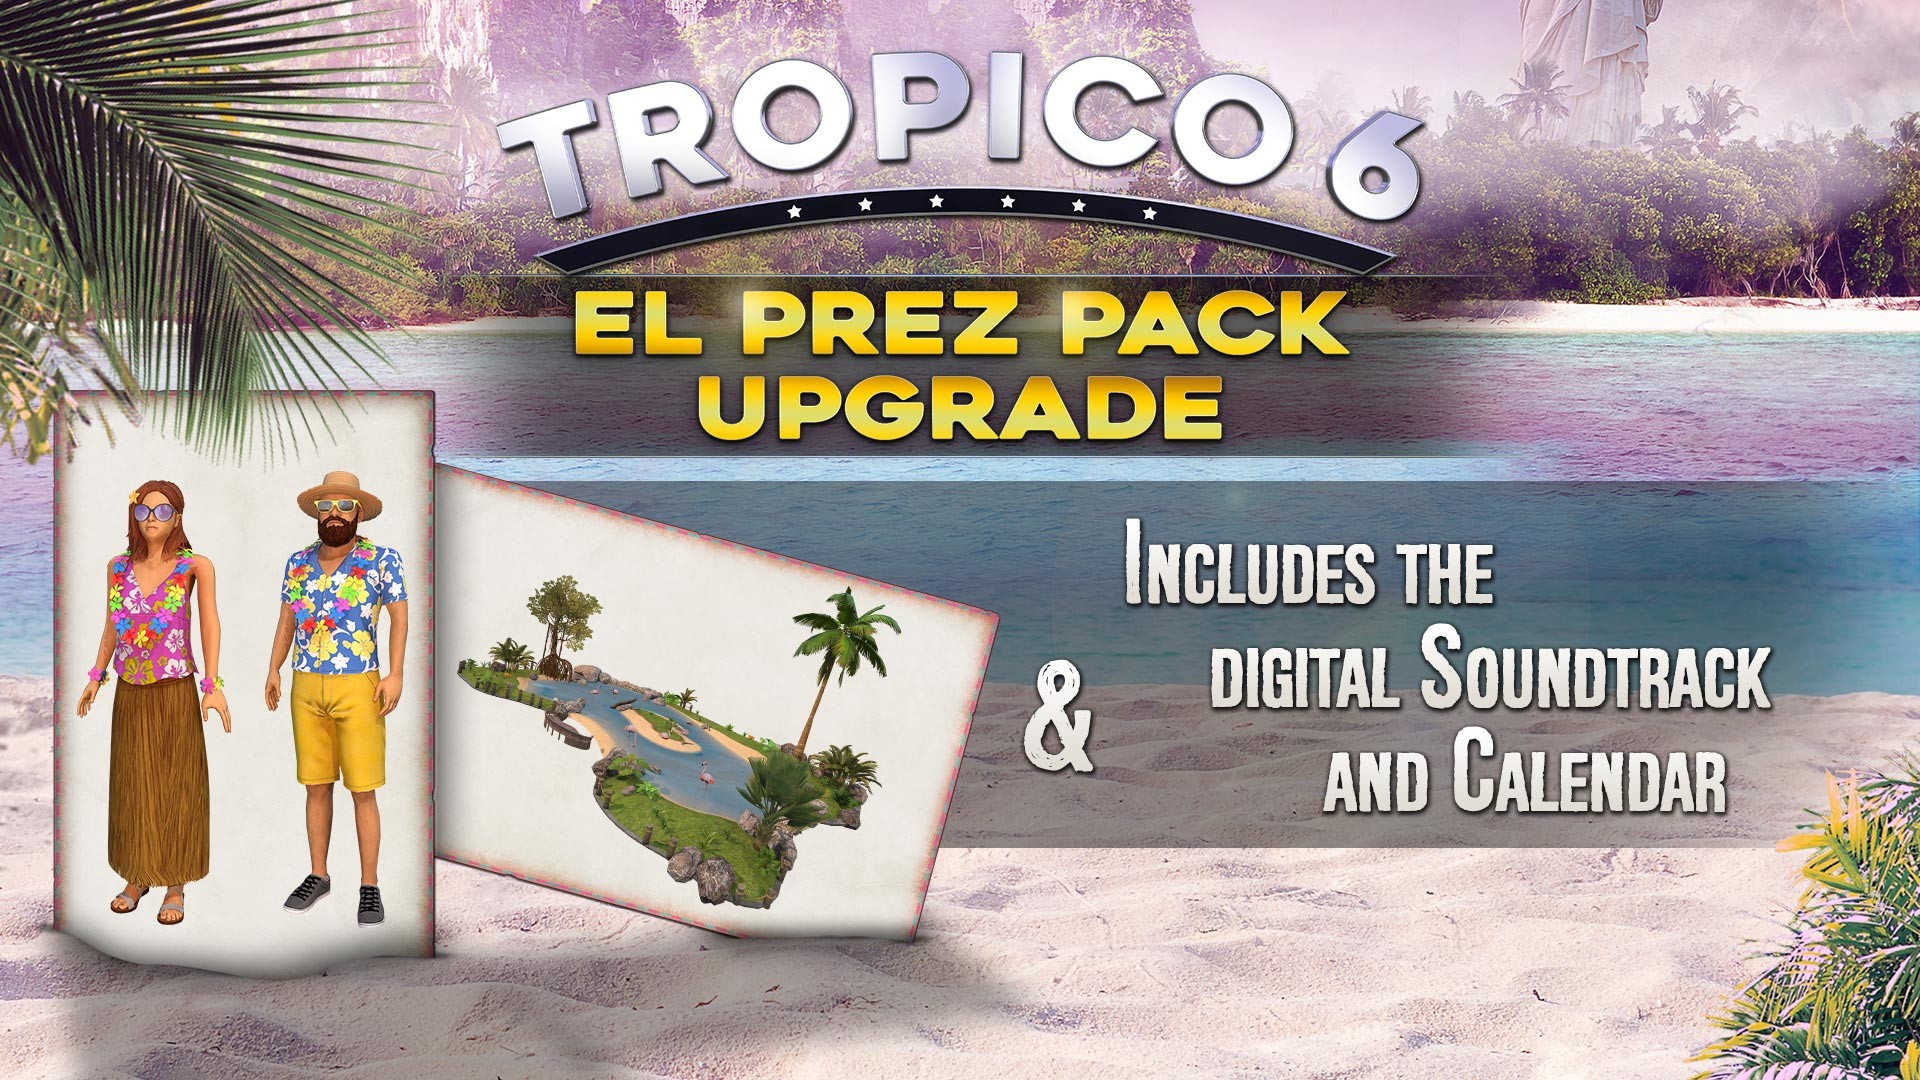 TROPICO 6
EL PREZ PACK
UPGRADE
INCLUDES THE
& DIGITAL SOUNDTRACK
AND CALENDAR